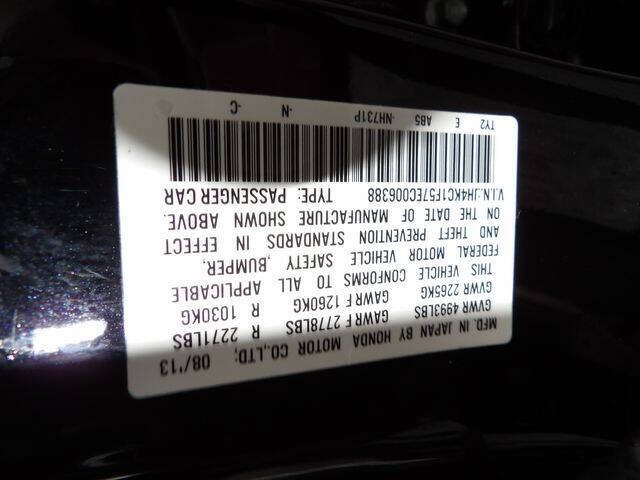 MFD. IN JAPAN BY HONDA MOTOR CO.,LTD; 08/'13
GVWR 4993LBS GAWR F 2778LBS R 2271LBS
GVWR 2265KG GAWR F 1260KG R 1030KG
THIS VEHICLE CONFORMS TO ALL APPLICABLE
FEDERAL MOTOR VEHICLE SAFETY ,BUMPER,
AND THEFT PREVENTION STANDARDS IN EFFECT
ON THE DATE OF MANUFACTURE SHOWN ABOVE.
V.I.N:JH4KC1F57EC006388 TYPE: PASSENGER CAR
TY2 E AB5 -NH731P -N -C